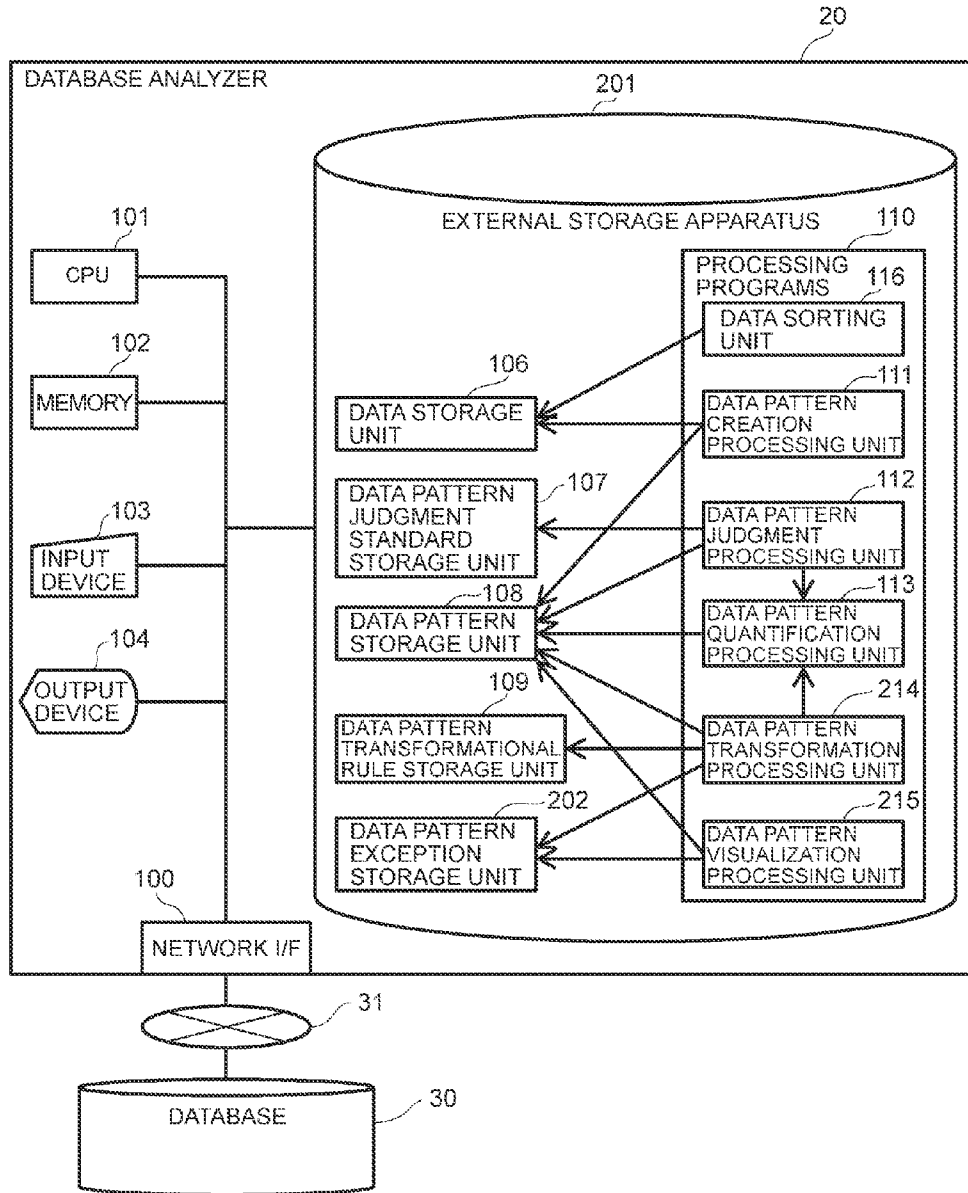 20
DATABASE ANALYZER
201
EXTERNAL STORAGE APPARATUS
110
PROCESSING
PROGRAMS
116
DATA SORTING
UNIT
101
CPU
102
MEMORY
103
INPUT
DEVICE
104
OUTPUT
DEVICE
106
DATA STORAGE
UNIT
107
DATA PATTERN
JUDGMENT
STANDARD
STORAGE UNIT
108
DATA PATTERN
STORAGE UNIT
109
DATA PATTERN
TRANSFORMATIONAL
RULE STORAGE UNIT
202
DATA PATTERN
EXCEPTION
STORAGE UNIT
111
DATA PATTERN
CREATION
PROCESSING UNIT
112
DATA PATTERN
JUDGMENT
PROCESSING UNIT
113
DATA PATTERN
QUANTIFICATION
PROCESSING UNIT
214
DATA PATTERN
TRANSFORMATION
PROCESSING UNIT
215
DATA PATTERN
VISUALIZATION
PROCESSING UNIT
100
NETWORK I/F
31
DATABASE
30